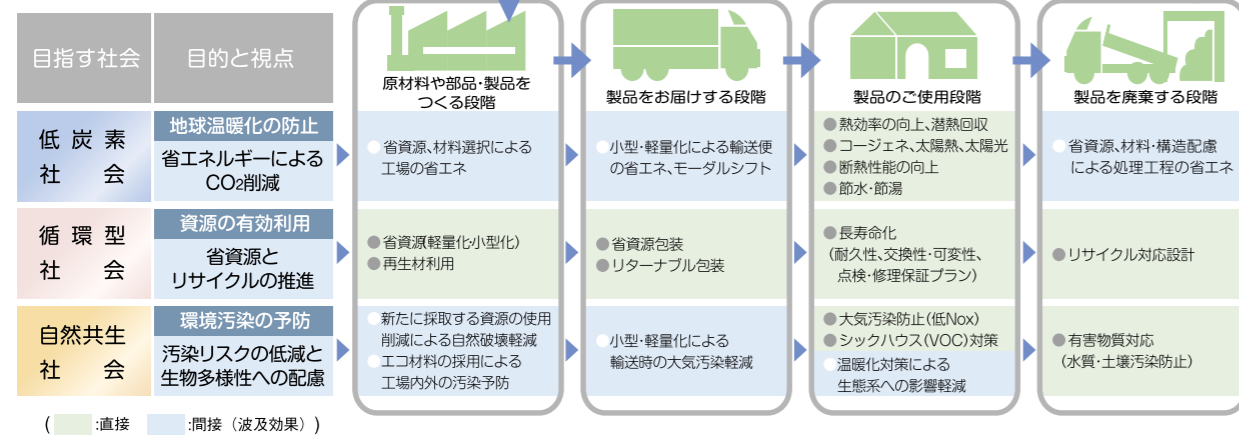 目指す社会
目的と視点
原材料や部品・製品を
つくる段階
製品をお届けする段階
製品のご使用段階
製品を廃棄する段階
低炭素
社会
地球温暖化の防止
省エネルギーによる
CO2削減
省資源、材料選択による
工場の省エネ
小型・軽量化による輸送便
の省エネ、モーダルシフト
●熱効率の向上、潜熱回収
●コージェネ、太陽熱、太陽光
●断熱性能の向上
●節水・節湯
省資源、材料・構造配慮
による処理工程の省エネ
循環型
社会
資源の有効利用
省資源と
リサイクルの推進
●省資源(軽量化・小型化)
●再生材利用
●省資源包装
●リターナブル包装
●長寿命化
(耐久性、交換性・可変性、
点検・修理保証プラン)
●リサイクル対応設計
自然共生
社会
環境汚染の予防
汚染リスクの低減と
生物多様性への配慮
新たに採取する資源の使用
削減による自然破壊軽減
エコ材料の採用による
工場内外の汚染予防
小型・軽量化による
輸送時の大気汚染軽減
●大気汚染防止(低Nox)
●シックハウス(VOC)対策
温暖化対策による
生態系への影響軽減
●有害物質対応
(水質・土壌汚染防止)
( :直接 :間接（波及効果）)